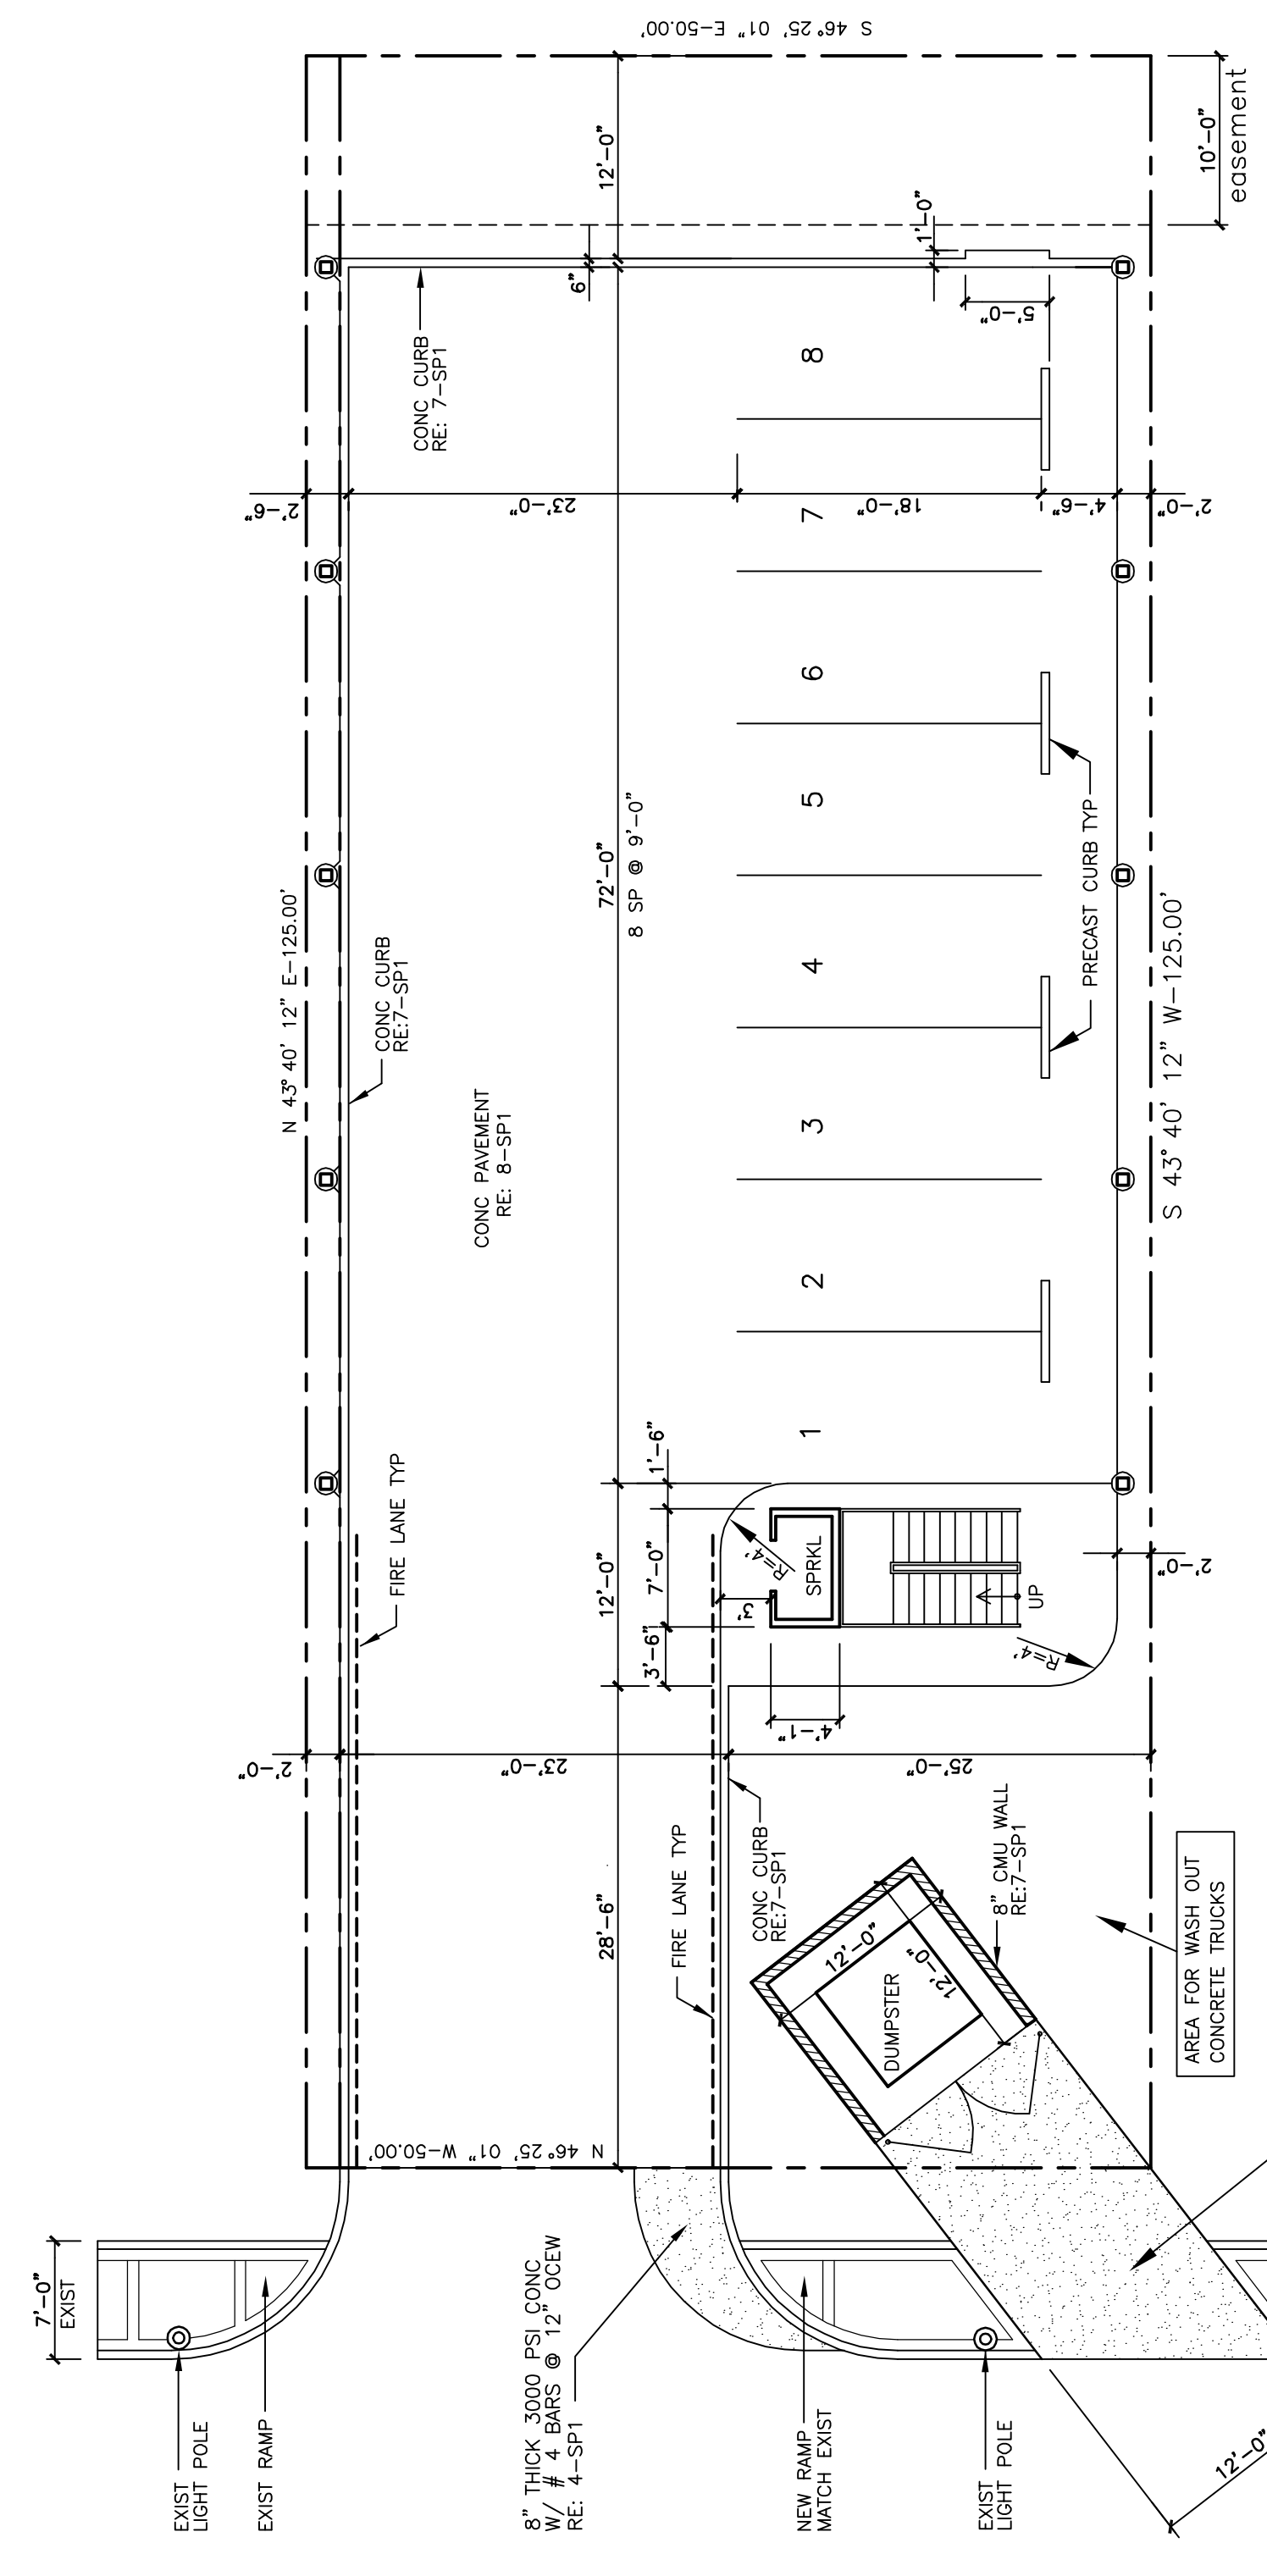 S 46°25' 01" E-50.00'
12'-0"
10'-0"
easement
6"
1'-0"
5'-0"
CONC CURB
RE: 7-SP1
8
2'-6"
23'-0"
18'-0"
4'-6"
2'-0"
7
6
5
4
3
2
1
72'-0"
8 SP @ 9'-0"
N 43° 40' 12" E-125.00'
CONC CURB
RE:7-SP1
CONC PAVEMENT
RE: 8-SP1
PRECAST CURB TYP
S 43° 40' 12" W-125.00'
FIRE LANE TYP
12'-0"
1'-6"
7'-0"
3'-6"
R=4'
3'
SPRKL
UP
R=4'
2'-0"
4'-1"
2'-0"
23'-0"
25'-0"
28'-6"
FIRE LANE TYP
CONC CURB
RE:7-SP1
8" CMU WALL
RE:7-SP1
12'-0"
12'-0"
DUMPSTER
AREA FOR WASH OUT
CONCRETE TRUCKS
N 46°25' 01" W-50.00'
7'-0"
EXIST
EXIST
LIGHT POLE
EXIST RAMP
8" THICK 3000 PSI CONC
W/ # 4 BARS @ 12" OCEW
RE: 4-SP1
NEW RAMP
MATCH EXIST
EXIST
LIGHT POLE
12'-0"